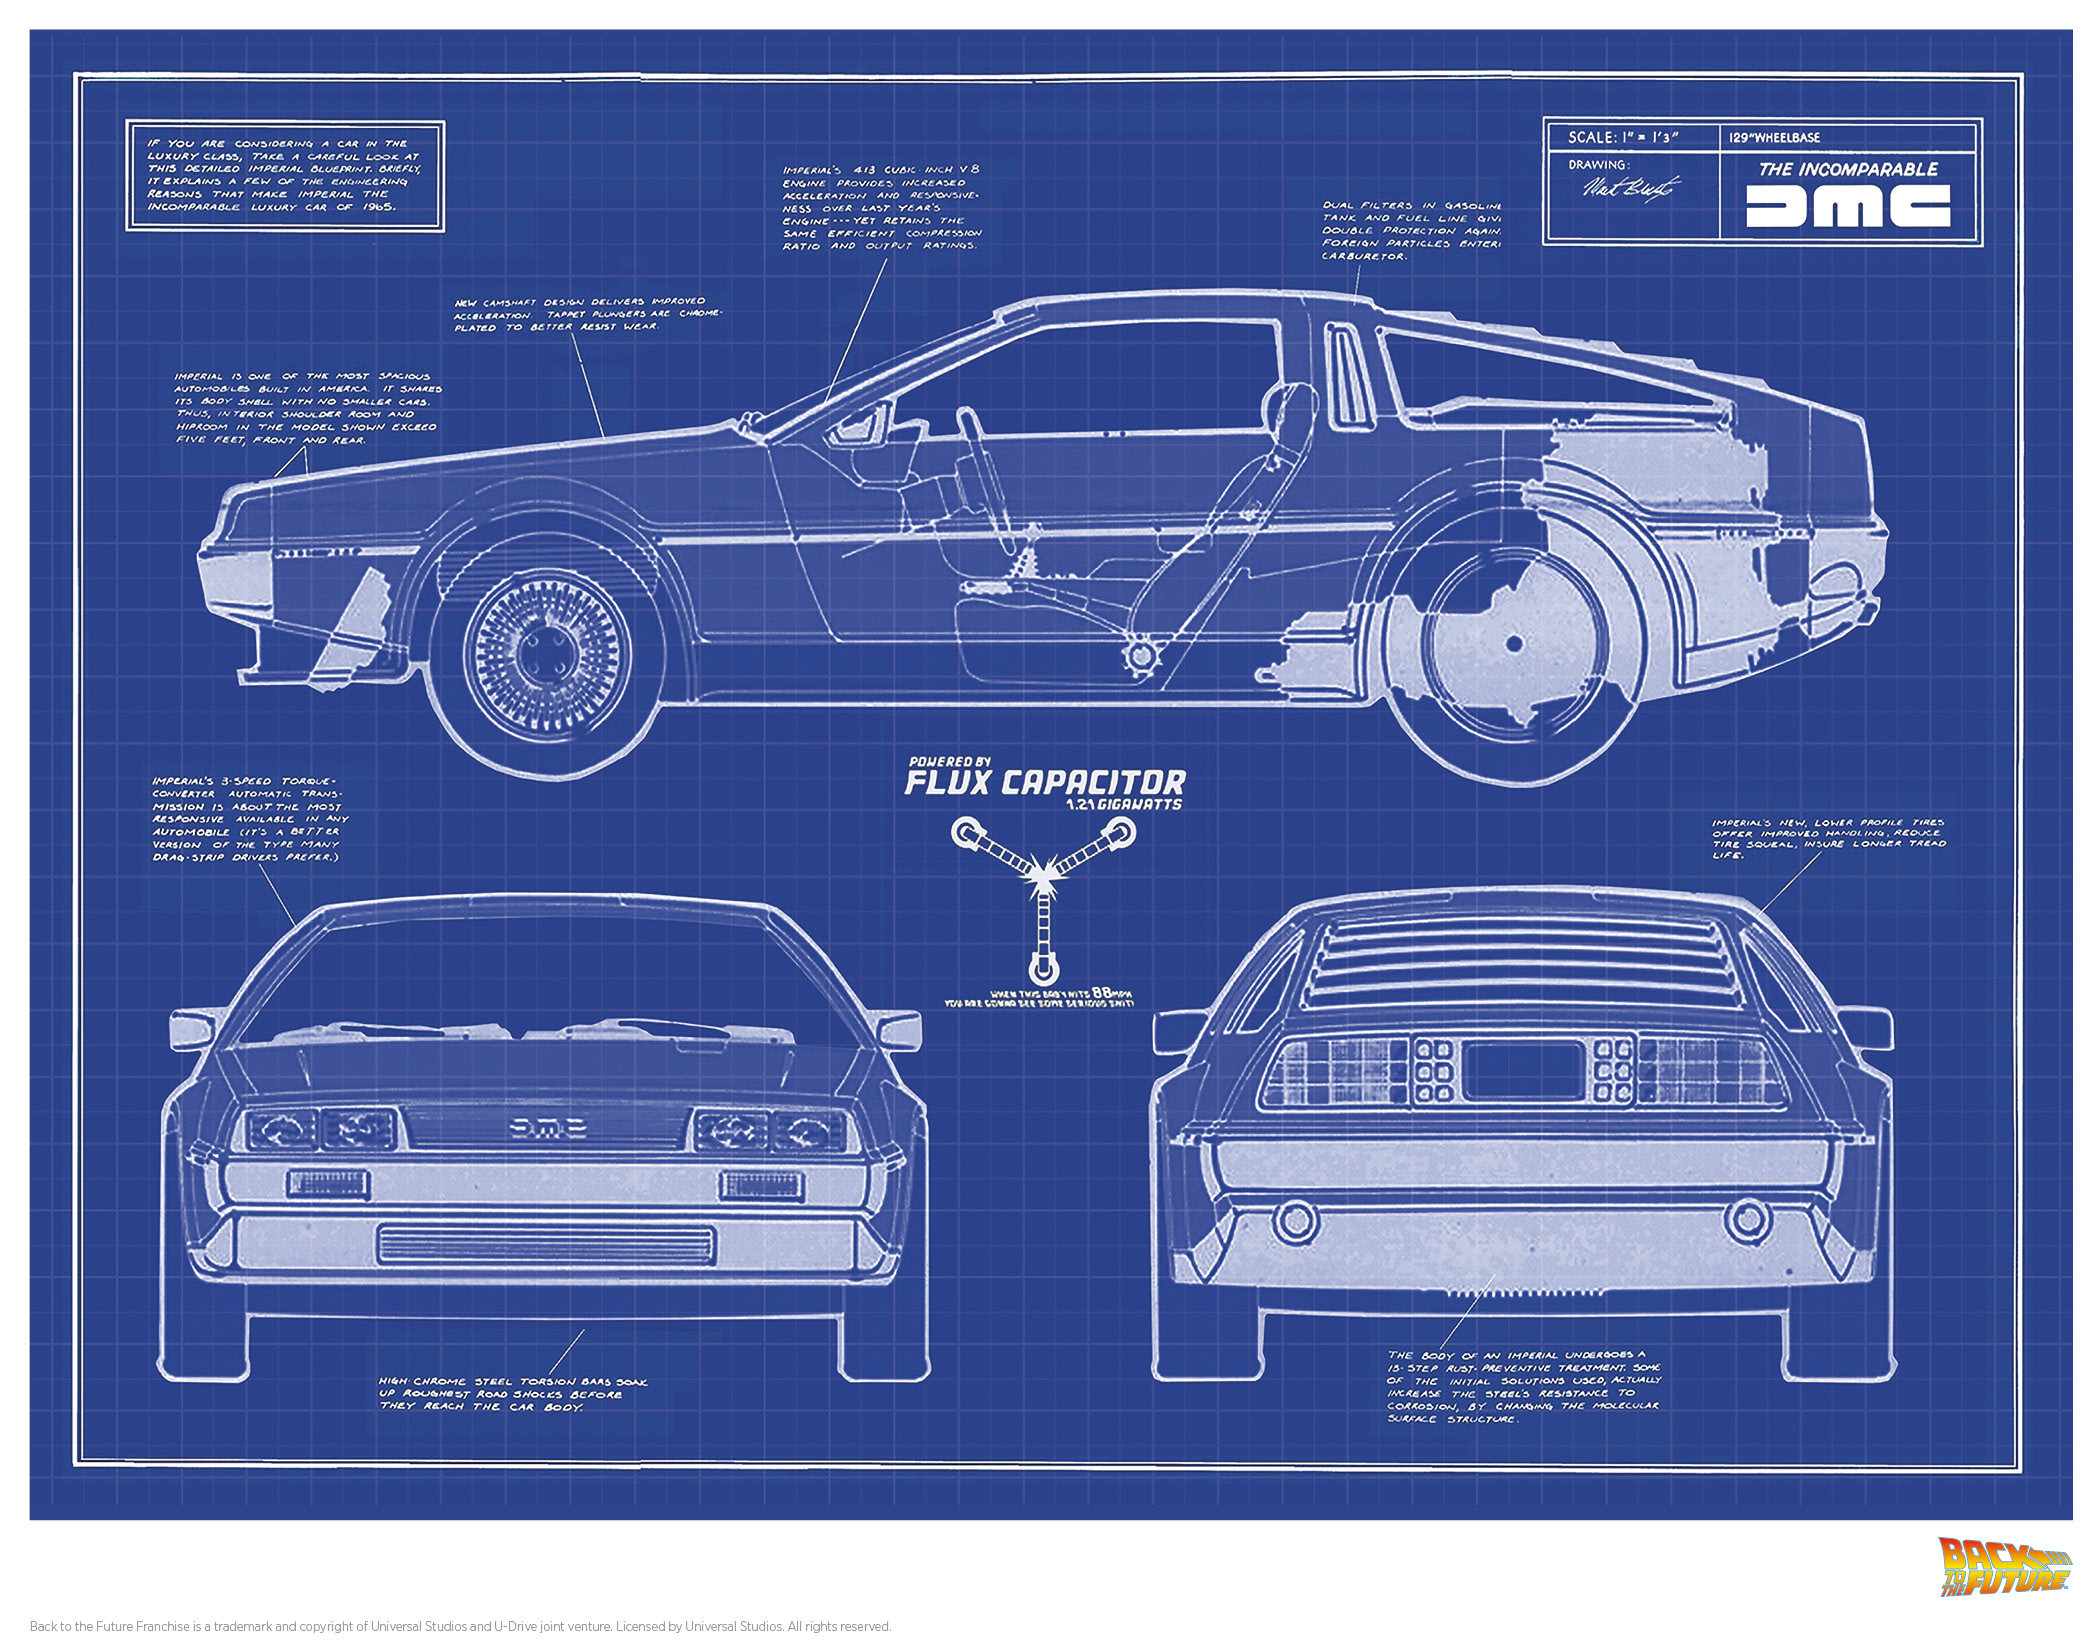 IF YOU ARE CONSIDERING A CAR IN THE
LUXURY CLASS, TAKE A CAREFUL LOOK AT
THIS DETAILED IMPERIAL BLUEPRINT. BRIEFLY,
IT EXPLAINS A FEW OF THE ENGINEERING
REASONS THAT MAKE IMPERIAL THE
INCOMPARABLE LUXURY CAR OF 1965.
SCALE: 1" = 1'3"
129" WHEELBASE
DRAWING:
THE INCOMPARABLE
DMC
IMPERIAL'S 413 CUBIC-INCH V-8
ENGINE PROVIDES INCREASED
ACCELERATION AND RESPONSIVE-
NESS OVER LAST YEAR'S
ENGINE---YET RETAINS THE
SAME EFFICIENT COMPRESSION
RATIO AND OUTPUT RATINGS.
DUAL FILTERS IN GASOLINE
TANK AND FUEL LINE GIV
DOUBLE PROTECTION AGAIN
FOREIGN PARTICLES ENTERI
CARBURETOR.
NEW CAMSHAFT DESIGN DELIVERS IMPROVED
ACCELERATION. TAPPET PLUNGERS ARE CHROME-
PLATED TO BETTER RESIST WEAR.
IMPERIAL IS ONE OF THE MOST SPACIOUS
AUTOMOBILES BUILT IN AMERICA. IT SHARES
ITS BODY SHELL WITH NO SMALLER CARS.
THUS, INTERIOR SHOULDER ROOM AND
HIPROOM IN THE MODEL SHOWN EXCEED
FIVE FEET, FRONT AND REAR.
POWERED BY
FLUX CAPACITOR
1.21 GIGAWATTS
WHEN THIS BABY HITS 88MPH
YOU ARE GONNA SEE SOME SERIOUS SHIT!
IMPERIAL'S 3-SPEED TORQUE-
CONVERTER AUTOMATIC TRANS-
MISSION IS ABOUT THE MOST
RESPONSIVE AVAILABLE IN ANY
AUTOMOBILE (IT'S A BETTER
VERSION OF THE TYPE MANY
DRAG-STRIP DRIVERS PREFER.)
IMPERIAL'S NEW, LOWER PROFILE TIRES
OFFER IMPROVED HANDLING, REDUCE
TIRE SQUEAL, INSURE LONGER TREAD
LIFE.
DMC
HIGH-CHROME STEEL TORSION BARS SOAK
UP ROUGHEST ROAD SHOCKS BEFORE
THEY REACH THE CAR BODY.
THE BODY OF AN IMPERIAL UNDERGOES A
13-STEP RUST-PREVENTIVE TREATMENT. SOME
OF THE INITIAL SOLUTIONS USED, ACTUALLY
INCREASE THE STEEL'S RESISTANCE TO
CORROSION, BY CHANGING THE MOLECULAR
SURFACE STRUCTURE.
BACK
TO
THE FUTURE
Back to the Future Franchise is a trademark and copyright of Universal Studios and U-Drive joint venture. Licensed by Universal Studios. All rights reserved.